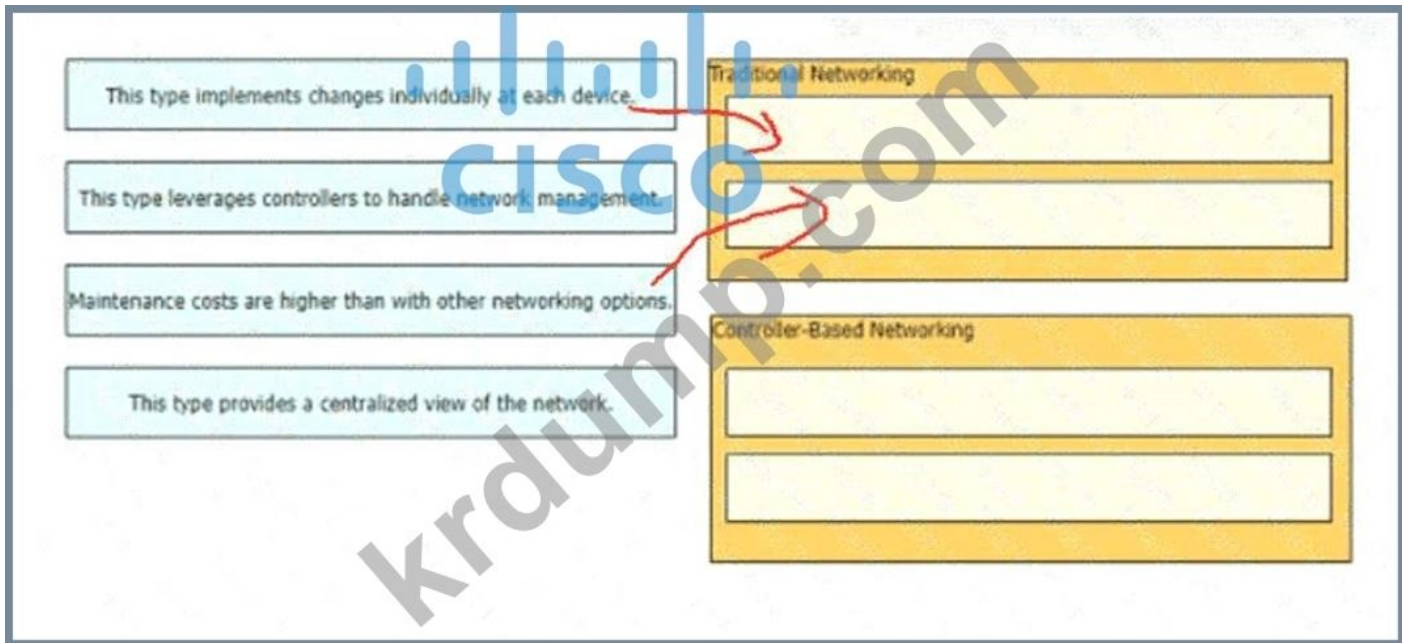 This type implements changes individually at each device.
This type leverages controllers to handle network management.
Maintenance costs are higher than with other networking options.
This type provides a centralized view of the network.
Traditional Networking
Controller-Based Networking
CISCO
krdump.com